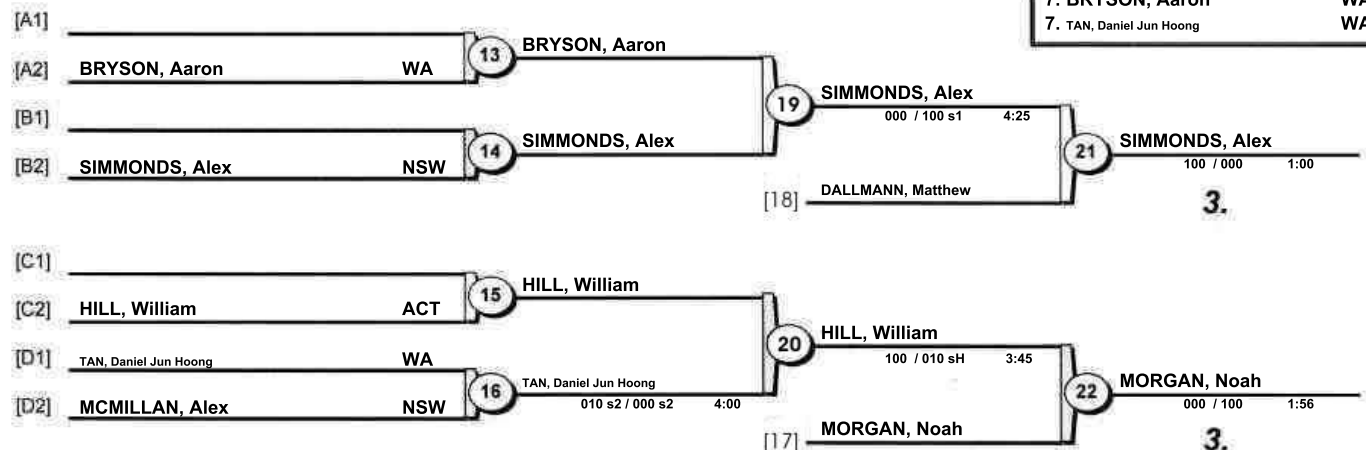 7. BRYSON, Aaron WA
7. TAN, Daniel Jun Hoong WA
[A1]
[A2] BRYSON, Aaron WA
13 BRYSON, Aaron
[B1]
[B2] SIMMONDS, Alex NSW
14 SIMMONDS, Alex
19 SIMMONDS, Alex
000 / 100 s1 4:25
[18] DALLMANN, Matthew
21 SIMMONDS, Alex
100 / 000 1:00
3.
[C1]
[C2] HILL, William ACT
15 HILL, William
[D1] TAN, Daniel Jun Hoong WA
[D2] MCMILLAN, Alex NSW
16 TAN, Daniel Jun Hoong
010 s2 / 000 s2 4:00
20 HILL, William
100 / 010 sH 3:45
[17] MORGAN, Noah
22 MORGAN, Noah
000 / 100 1:56
3.